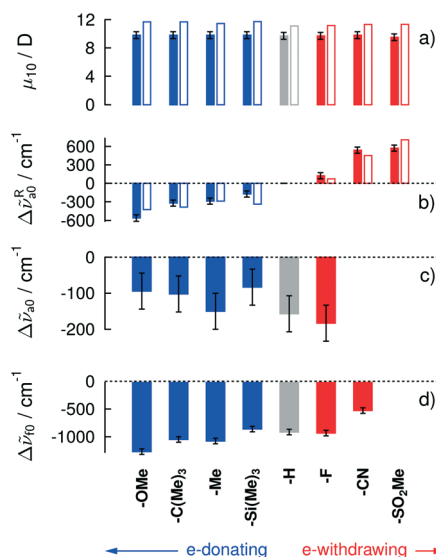 12
8
4
0
μ10 / D
a)
600
300
0
-300
-600
Δν̃ᴿa0 / cm⁻¹
b)
0
-100
-200
Δν̃a0 / cm⁻¹
c)
0
-500
-1000
Δν̃f0 / cm⁻¹
d)
-OMe
-C(Me)3
-Me
-Si(Me)3
-H
-F
-CN
-SO2Me
e-donating
e-withdrawing